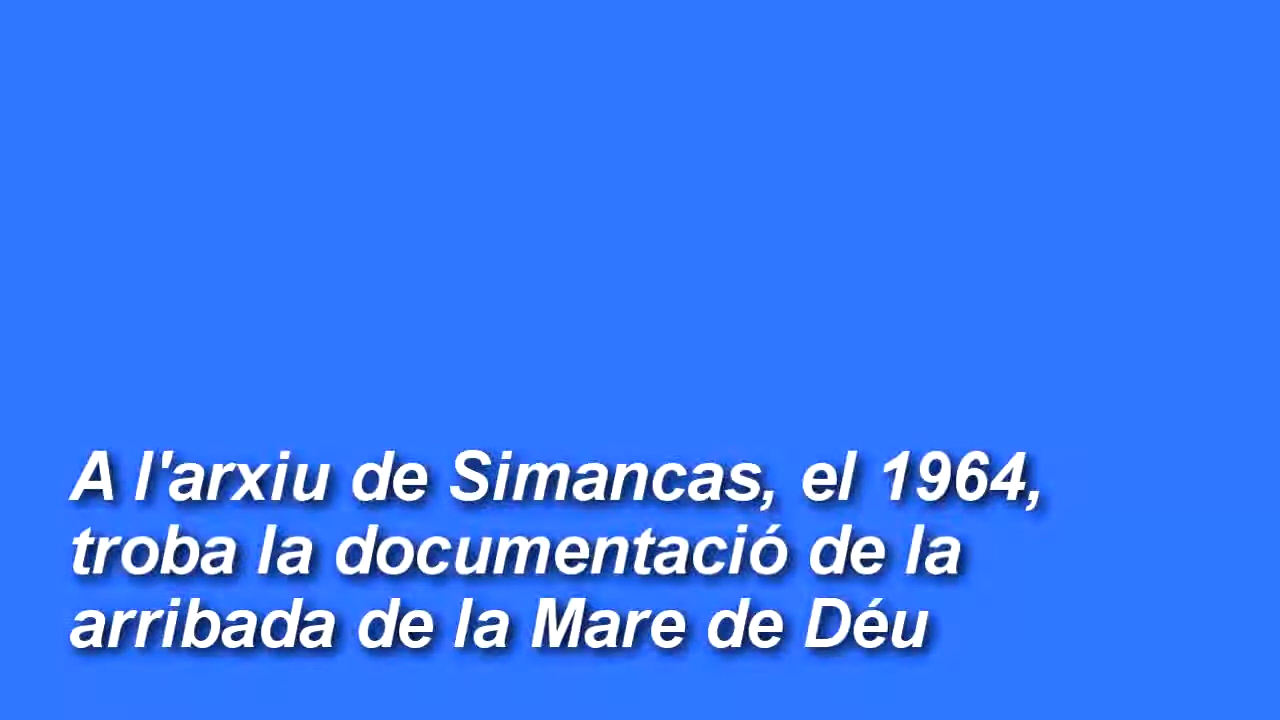 A l'arxiu de Simancas, el 1964,
troba la documentació de la
arribada de la Mare de Déu